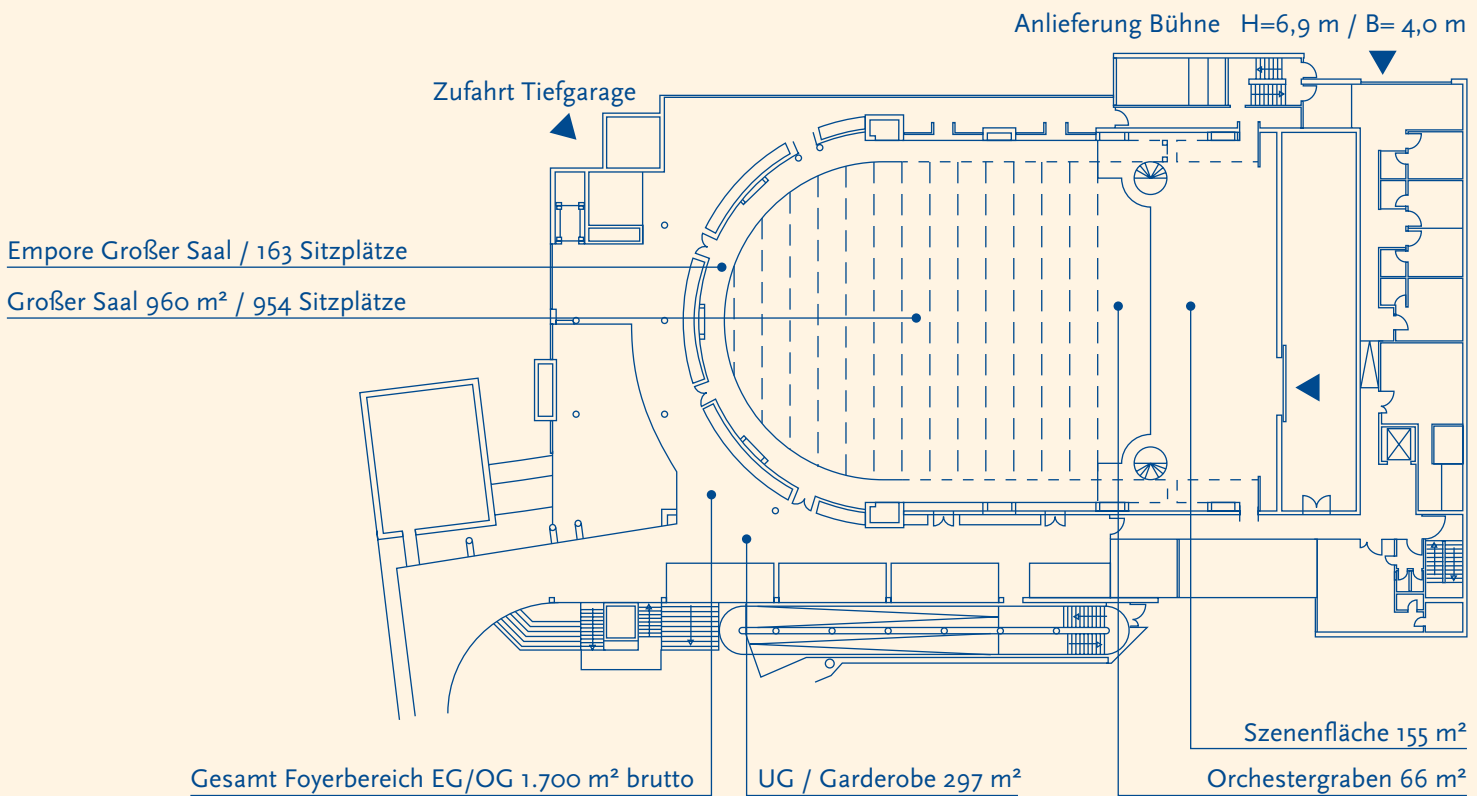 Anlieferung Bühne H=6,9 m / B= 4,0 m
Zufahrt Tiefgarage
Empore Großer Saal / 163 Sitzplätze
Großer Saal 960 m² / 954 Sitzplätze
Szenenfläche 155 m²
Gesamt Foyerbereich EG/OG 1.700 m² brutto
UG / Garderobe 297 m²
Orchestergraben 66 m²